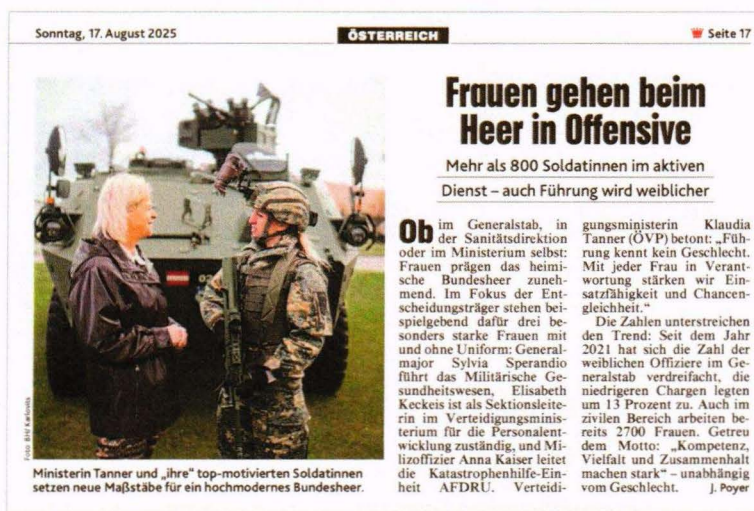 Sonntag, 17. August 2025
ÖSTERREICH
Seite 17
Frauen gehen beim
Heer in Offensive
Mehr als 800 Soldatinnen im aktiven
Dienst – auch Führung wird weiblicher
Ob im Generalstab, in
der Sanitätsdirektion
oder im Ministerium selbst:
Frauen prägen das heimi-
sche Bundesheer zuneh-
mend. Im Fokus der Ent-
scheidungsträger stehen bei-
spielgebend dafür drei be-
sonders starke Frauen mit
und ohne Uniform: General-
major Sylvia Sperandio
führt das Militärische Ge-
sundheitswesen, Elisabeth
Keckeis ist als Sektionsleite-
rin im Verteidigungsminis-
terium für die Personalent-
wicklung zuständig, und Mi-
lizoffizier Anna Kaiser leitet
die Katastrophenhilfe-Ein-
heit AFDRU. Verteidi-
gungsministerin Klaudia
Tanner (ÖVP) betont: „Füh-
rung kennt kein Geschlecht.
Mit jeder Frau in Verant-
wortung stärken wir Ein-
satzfähigkeit und Chancen-
gleichheit.“
Die Zahlen unterstreichen
den Trend: Seit dem Jahr
2021 hat sich die Zahl der
weiblichen Offiziere im Ge-
neralstab verdreifacht, die
niedrigeren Chargen legten
um 13 Prozent zu. Auch im
zivilen Bereich arbeiten be-
reits 2700 Frauen. Getreu
dem Motto: „Kompetenz,
Vielfalt und Zusammenhalt
machen stark“ – unabhängig
vom Geschlecht. J. Poyer
Foto: BH/ Karlovits
Ministerin Tanner und „ihre“ top-motivierten Soldatinnen
setzen neue Maßstäbe für ein hochmodernes Bundesheer.